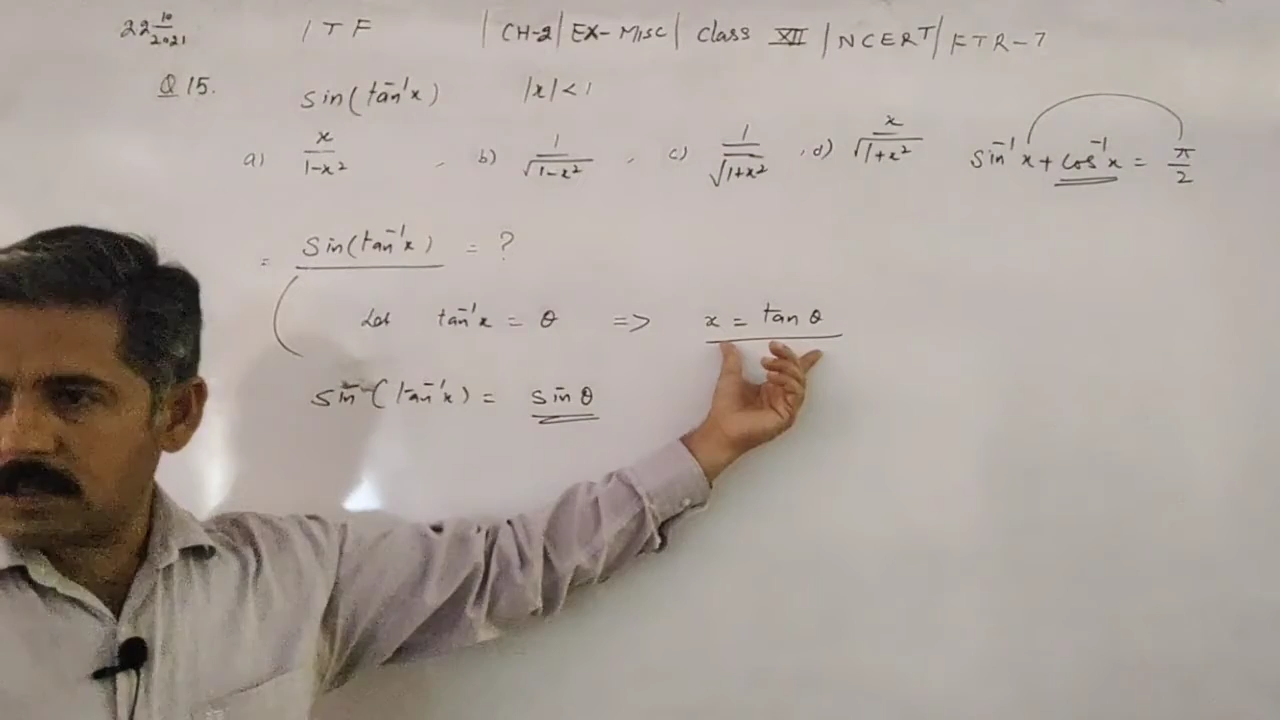 22 10/2021 ITF | CH-2 | EX-Misc | Class XII | NCERT | FTR-7
Q 15. sin(tan⁻¹x) |x|<1
a) x/(1-x²) , b) 1/√(1-x²) , c) 1/√(1+x²) , d) x/√(1+x²) sin⁻¹x + cos⁻¹x = π/2
= sin(tan⁻¹x) = ?
Let tan⁻¹x = θ => x = tan θ
sin(tan⁻¹x) = sin θ